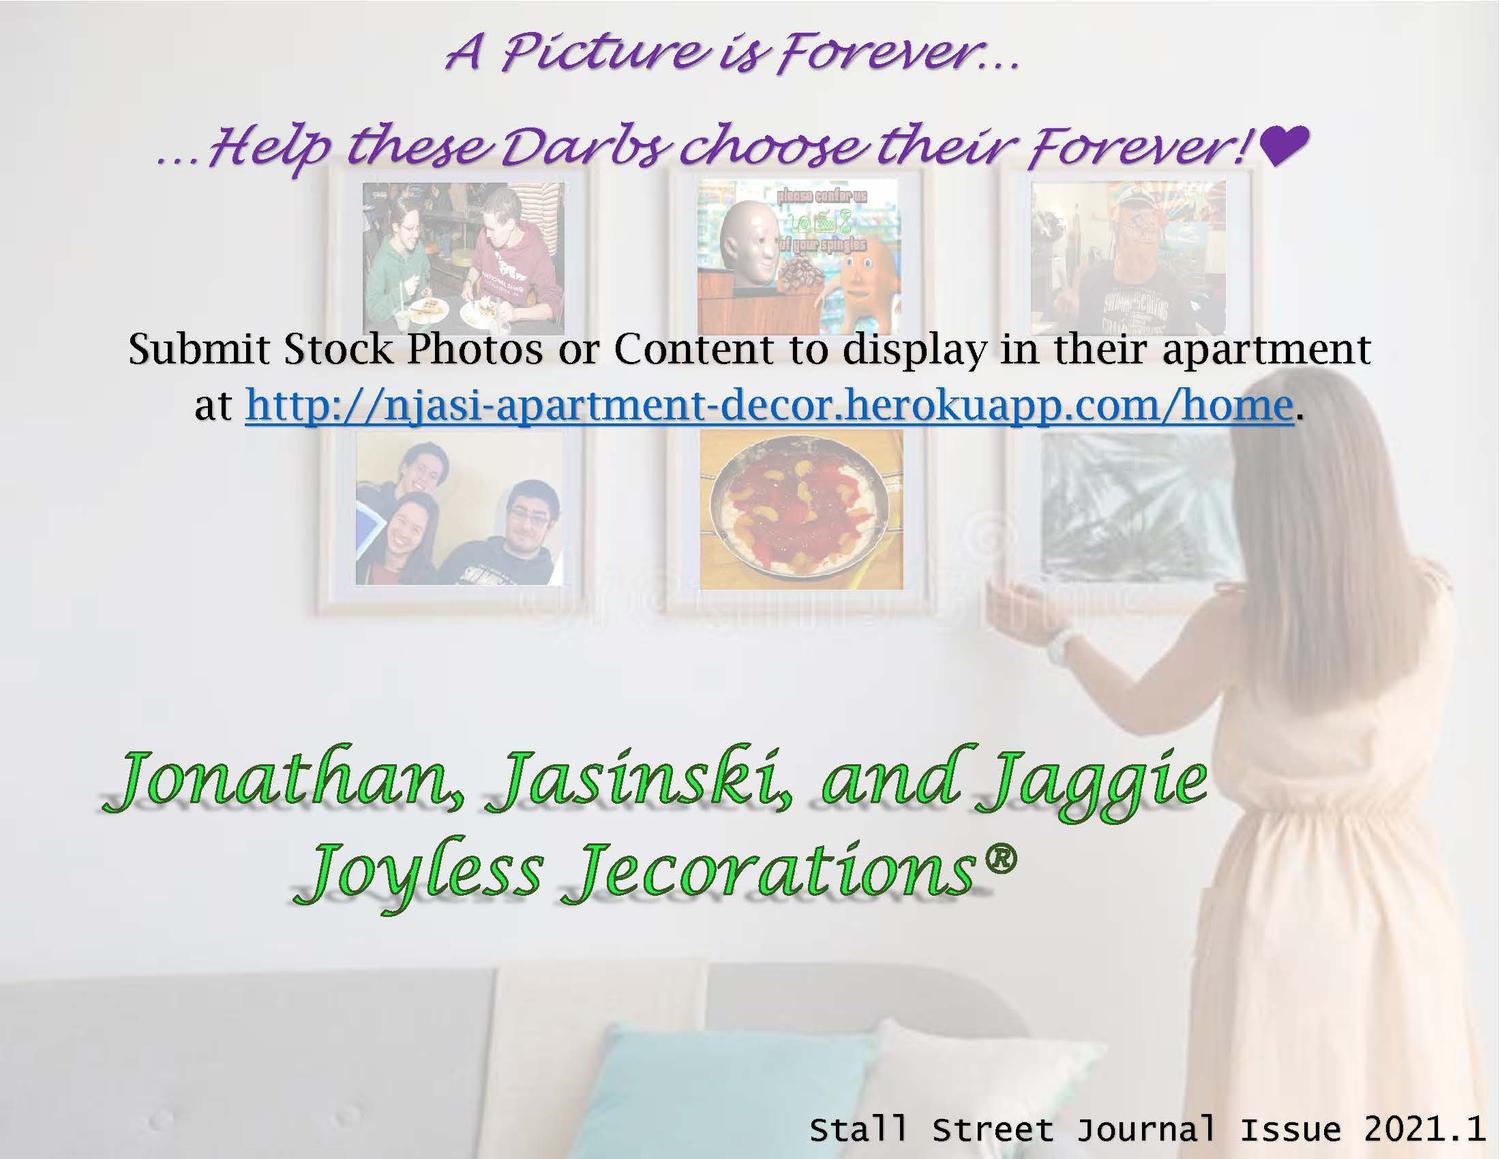 A Picture is Forever...
...Help these Darbs choose their Forever!♥
please confer us
of your spingles
Submit Stock Photos or Content to display in their apartment
at http://njasi-apartment-decor.herokuapp.com/home.
Jonathan, Jasinski, and Jaggie
Joyless Jecorations®
Stall Street Journal Issue 2021.1